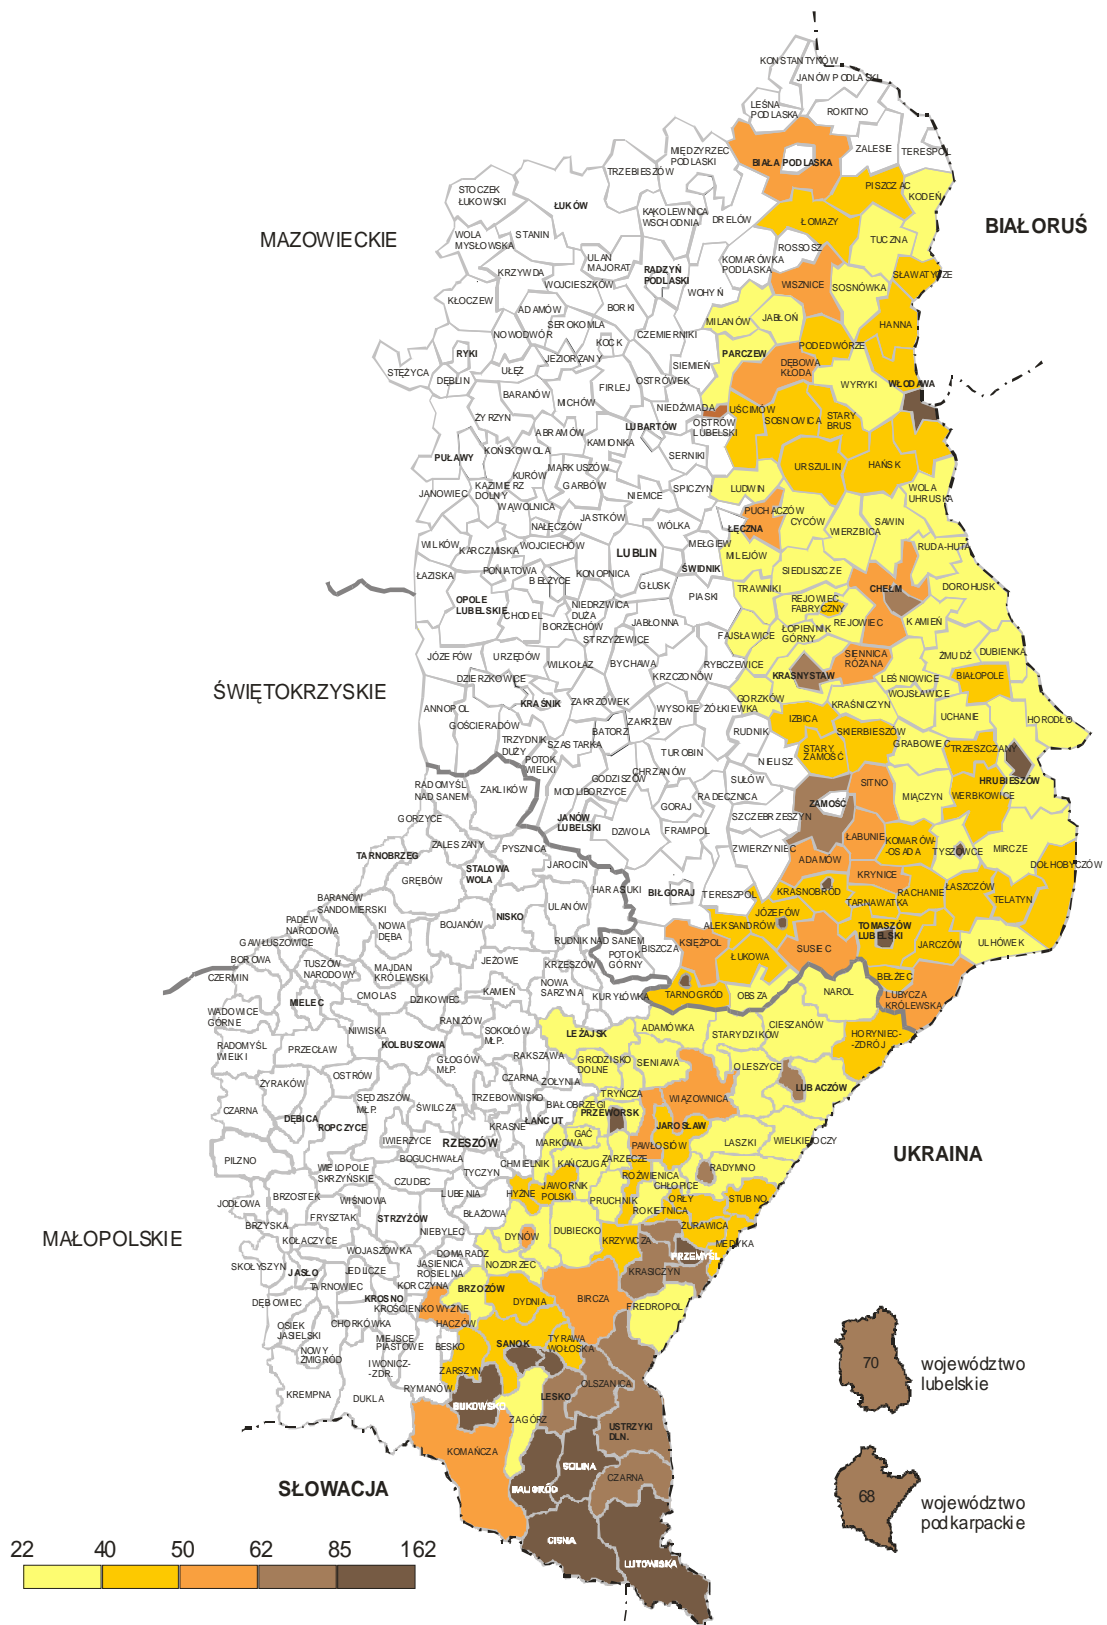 KONSTANTYNÓW
JANÓW PODLASKI
LEŚNA
PODLASKA
ROKITNO
ZALESIE
TERESPOL
MIĘDZYRZEC
PODLASKI
BIAŁA PODLASKA
TRZEBIESZÓW
PISZCZAC
KODEŃ
STOCZEK
ŁUKOWSKI
ŁUKÓW
KĄKOLEWNICA
WSCHODNIA
DRELÓW
ŁOMAZY
BIAŁORUŚ
MAZOWIECKIE
WOLA
MYSŁOWSKA
STANIN
ROSSOSZ
TUCZNA
ULAN
MAJORAT
RADZYŃ
PODLASKI
KOMARÓWKA
PODLASKA
KRZYWDA
WOJCIESZKÓW
WOHYŃ
WISZNICE
SOSNÓWKA
SŁAWATYCZE
KŁOCZEW
ADAMÓW
BORKI
MILANÓW
JABŁOŃ
HANNA
SEROKOMLA
NOWODWÓR
KOCK
CZEMIERNIKI
PODEDWÓRZE
RYKI
JEZIORZANY
SIEMIEŃ
PARCZEW
DĘBOWA
KŁODA
STĘŻYCA
DĘBLIN
UŁĘŻ
FIRLEJ
OSTRÓWEK
WYRYKI
WŁODAWA
BARANÓW
MICHÓW
NIEDŹWIADA
UŚCIMÓW
SOSNOWICA
STARY
BRUS
ŻYRZYN
ABRAMÓW
KAMIONKA
LUBARTÓW
OSTRÓW
LUBELSKI
PUŁAWY
KOŃSKOWOLA
SERNIKI
URSZULIN
HAŃSK
MARKUSZÓW
KURÓW
JANOWIEC
KAZIMIERZ
DOLNY
GARBÓW
NIEMCE
SPICZYN
LUDWIN
WOLA
UHRUSKA
WĄWOLNICA
JASTKÓW
PUCHACZÓW
NAŁĘCZÓW
WÓLKA
ŁĘCZNA
CYCÓW
WIERZBICA
SAWIN
WILKÓW
KARCZMISKA
WOJCIECHÓW
LUBLIN
MEŁGIEW
MILEJÓW
RUDA-HUTA
ŁAZISKA
PONIATOWA
BEŁŻYCE
KONOPNICA
GŁUSK
ŚWIDNIK
SIEDLISZCZE
TRAWNIKI
CHEŁM
DOROHUSK
OPOLE
LUBELSKIE
CHODEL
NIEDRZWICA
DUŻA
BORZECHÓW
PIASKI
REJOWIEC
FABRYCZNY
JABŁONNA
STRZYŻEWICE
FAJSŁAWICE
ŁOPIENNIK
GÓRNY
REJOWIEC
KAMIEŃ
JÓZEFÓW
URZĘDÓW
WILKOŁAZ
BYCHAWA
RYBCZEWICE
SIENNICA
RÓŻANA
ŻMUDŹ
DUBIENKA
ŚWIĘTOKRZYSKIE
DZIERZKOWICE
KRZCZONÓW
KRASNYSTAW
LEŚNIOWICE
BIAŁOPOLE
ANNOPOL
KRAŚNIK
ZAKRZÓWEK
WYSOKIE
ŻÓŁKIEWKA
GORZKÓW
WOJSŁAWICE
KRAŚNICZYN
GOŚCIERADÓW
ZAKRZEW
RUDNIK
IZBICA
UCHANIE
HORODŁO
BATORZ
SKIERBIESZÓW
TRZYDNIK
DUŻY
SZASTARKA
TUROBIN
STARY
ZAMOŚĆ
GRABOWIEC
TRZESZCZANY
POTOK
WIELKI
NIELISZ
CHRZANÓW
RADOMYŚL
NAD SANEM
ZAKLIKÓW
GODZISZÓW
SUŁÓW
SITNO
HRUBIESZÓW
MODLIBORZYCE
RADECZNICA
ZAMOŚĆ
MIĄCZYN
WERBKOWICE
GORAJ
GORZYCE
JANÓW
LUBELSKI
DZWOLA
FRAMPOL
SZCZEBRZESZYN
ŁABUNIE
KOMARÓW-
-OSADA
ZALESZANY
PYSZNICA
ZWIERZYNIEC
TYSZOWCE
MIRCZE
TARNOBRZEG
STALOWA
WOLA
JAROCIN
ADAMÓW
DOŁHOBYCZÓW
GRĘBÓW
HARASIUKI
BIŁGORAJ
TERESZPOL
KRASNOBRÓD
KRYNICE
RACHANIE
ŁASZCZÓW
BARANÓW
SANDOMIERSKI
ULANÓW
TARNAWATKA
TELATYN
PADEW
NARODOWA
NOWA
DĘBA
BOJANÓW
NISKO
JÓZEFÓW
ALEKSANDRÓW
TOMASZÓW
LUBELSKI
GAWŁUSZOWICE
RUDNIK NAD SANEM
BISZCZA
KSIĘŻPOL
SUSIEC
JARCZÓW
ULHÓWEK
BOROWA
POTOK
GÓRNY
ŁUKOWA
CZERMIN
TUSZÓW
NARODOWY
MAJDAN
KRÓLEWSKI
JEŻOWE
KRZESZÓW
BEŁŻEC
CMOLAS
DZIKOWIEC
KAMIEŃ
NOWA
SARZYNA
KURYŁÓWKA
TARNOGRÓD
OBSZA
NAROL
LUBYCZA
KRÓLEWSKA
WADOWICE
GÓRNE
MIELEC
RANIŻÓW
SOKOŁÓW
MŁP.
LEŻAJSK
ADAMÓWKA
CIESZANÓW
STARY DZIKÓW
HORYNIEC-
-ZDRÓJ
RADOMYŚL
WIELKI
PRZECŁAW
NIWISKA
KOLBUSZOWA
GŁOGÓW
MŁP.
RAKSZAWA
GRODZISKO
DOLNE
SIENIAWA
OLESZYCE
ŻYRAKÓW
OSTRÓW
CZARNA
ŻOŁYNIA
LUBACZÓW
CZARNA
SĘDZISZÓW
MŁP.
ŚWILCZA
TRZEBOWNISKO
BIAŁOBRZEGI
TRYŃCZA
WIĄZOWNICA
DĘBICA
ROPCZYCE
KRASNE
ŁAŃCUT
PRZEWORSK
JAROSŁAW
IWIERZYCE
RZESZÓW
GAĆ
MARKOWA
PAWŁOSIÓW
LASZKI
WIELKIE OCZY
UKRAINA
PILZNO
BOGUCHWAŁA
ZARZECZE
WIELOPOLE
SKRZYŃSKIE
TYCZYN
CHMIELNIK
KAŃCZUGA
ROŹWIENICA
RADYMNO
CZUDEC
CHŁOPICE
JODŁOWA
BRZOSTEK
WIŚNIOWA
LUBENIA
HYŻNE
JAWORNIK
POLSKI
PRUCHNIK
ORŁY
STUBNO
FRYSZTAK
STRZYŻÓW
BŁAŻOWA
ROKIETNICA
BRZYSKA
NIEBYLEC
DYNÓW
DUBIECKO
ŻURAWICA
MAŁOPOLSKIE
KOŁACZYCE
KRZYWCZA
MEDYKA
WOJASZÓWKA
DOMARADZ
PRZEMYŚL
SKOŁYSZYN
JASŁO
JEDLICZE
JASIENICA
ROSIELNA
NOZDRZEC
KRASICZYN
TARNOWIEC
KORCZYNA
BRZOZÓW
DĘBOWIEC
KROSNO
KROŚCIENKO WYŻNE
DYDNIA
BIRCZA
FREDROPOL
OSIEK
JASIELSKI
CHORKÓWKA
HACZÓW
MIEJSCE
PIASTOWE
BESKO
SANOK
TYRAWA
WOŁOSKA
NOWY
ŻMIGRÓD
IWONICZ-
-ZDR.
ZARSZYN
70
województwo
lubelskie
RYMANÓW
OLSZANICA
KREMPNA
DUKLA
BUKOWSKO
LESKO
ZAGÓRZ
USTRZYKI
DLN.
KOMAŃCZA
SOLINA
CZARNA
SŁOWACJA
BALIGRÓD
68
województwo
podkarpackie
CISNA
LUTOWISKA
22 40 50 62 85 162